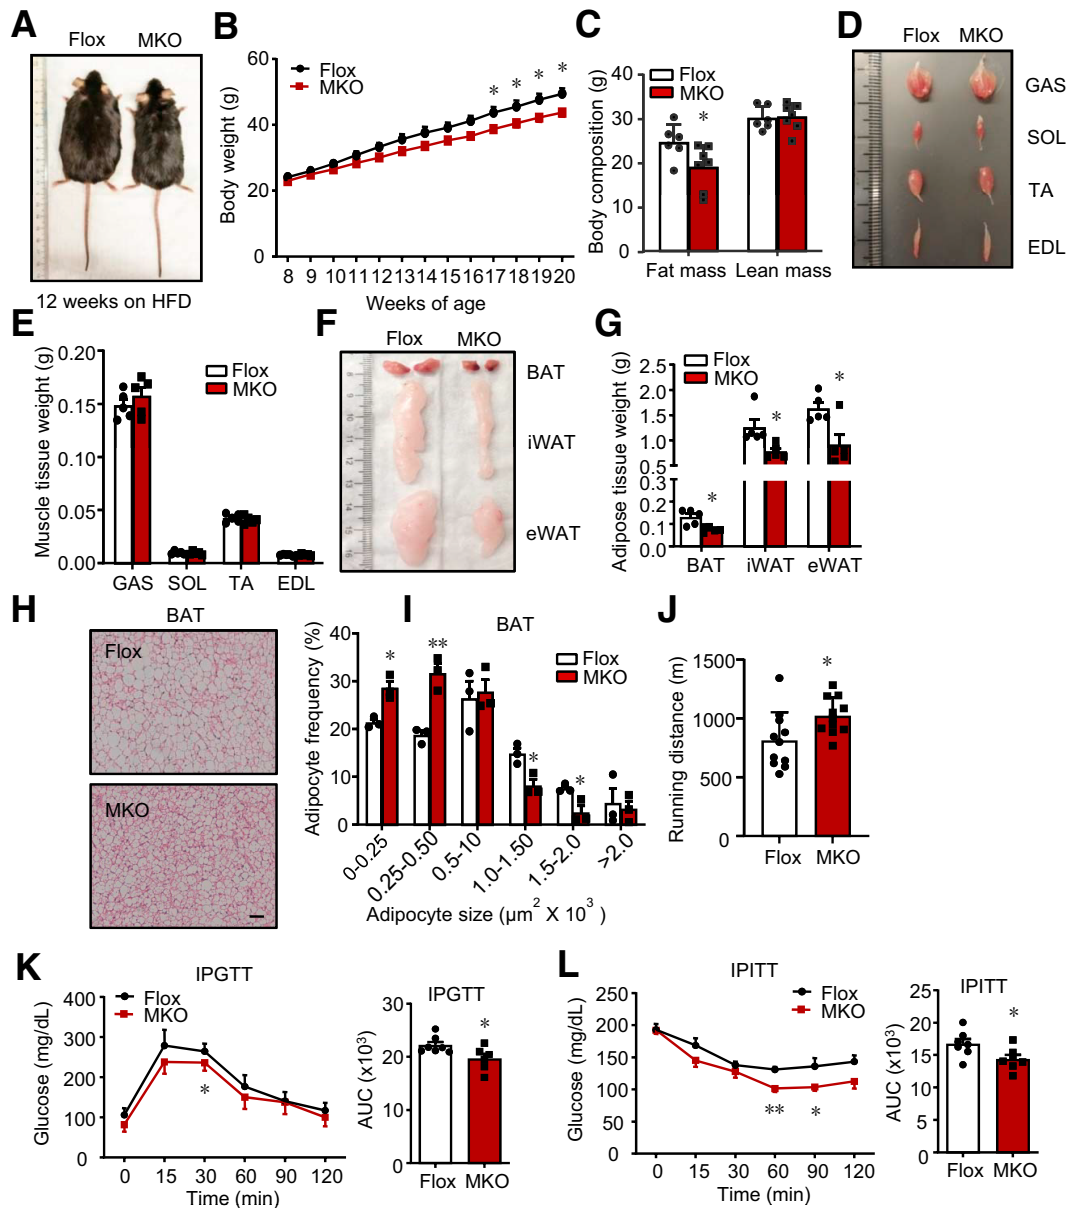 A
Flox MKO
12 weeks on HFD
B
Body weight (g)
60
40
20
0
Flox
MKO
* * * *
8 9 10 11 12 13 14 15 16 17 18 19 20
Weeks of age
C
Body composition (g)
40
30
20
10
0
Flox
MKO
*
Fat mass Lean mass
D
Flox MKO
GAS
SOL
TA
EDL
E
Muscle tissue weight (g)
0.20
0.15
0.10
0.05
0.00
Flox
MKO
GAS SOL TA EDL
F
Flox MKO
BAT
iWAT
eWAT
G
Adipose tissue weight (g)
2.5
2.0
1.5
1.0
0.5
0.3
0.2
0.1
0.0
Flox
MKO
* * *
BAT iWAT eWAT
H
BAT
Flox
MKO
I
BAT
Adipocyte frequency (%)
40
30
20
10
0
Flox
MKO
* ** * *
0-0.25 0.25-0.50 0.5-10 1.0-1.50 1.5-2.0 >2.0
Adipocyte size (μm² X 10³ )
J
Running distance (m)
1500
1000
500
0
*
Flox MKO
K
IPGTT
Glucose (mg/dL)
400
300
200
100
0
Flox
MKO
*
0 15 30 60 90 120
Time (min)
IPGTT
AUC (x10³)
30
20
10
0
*
Flox MKO
L
IPITT
Glucose (mg/dL)
250
200
150
100
50
0
Flox
MKO
** *
0 15 30 60 90 120
Time (min)
IPITT
AUC (x10³)
25
20
15
10
5
0
*
Flox MKO